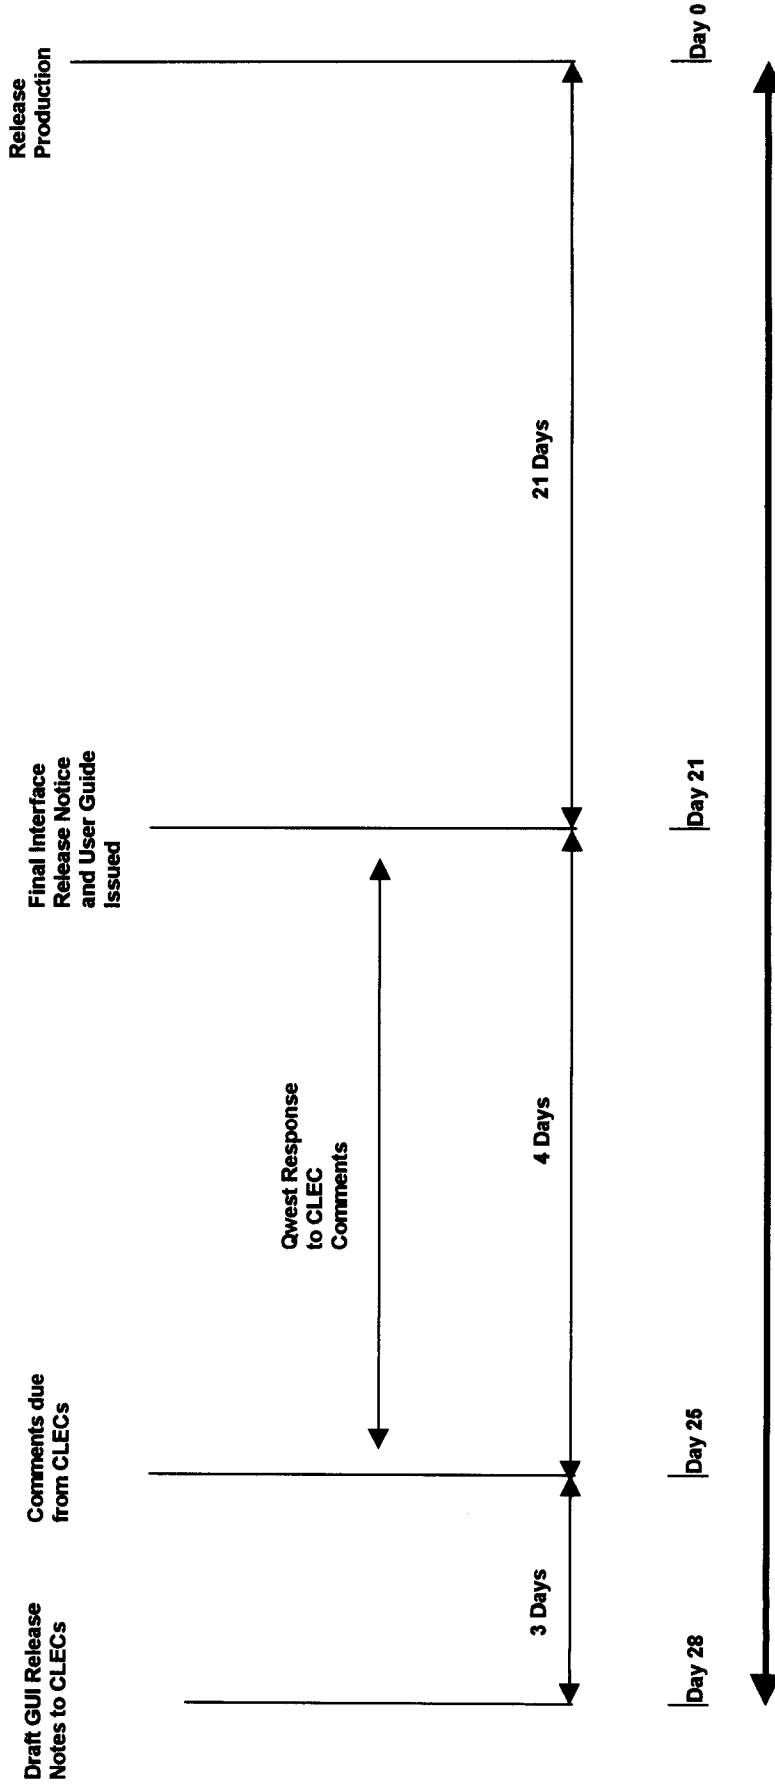 Draft GUI Release
Notes to CLECs
Comments due
from CLECs
Final Interface
Release Notice
and User Guide
Issued
Release
Production
Qwest Response
to CLEC
Comments
3 Days
4 Days
21 Days
Day 28
Day 25
Day 21
Day 0